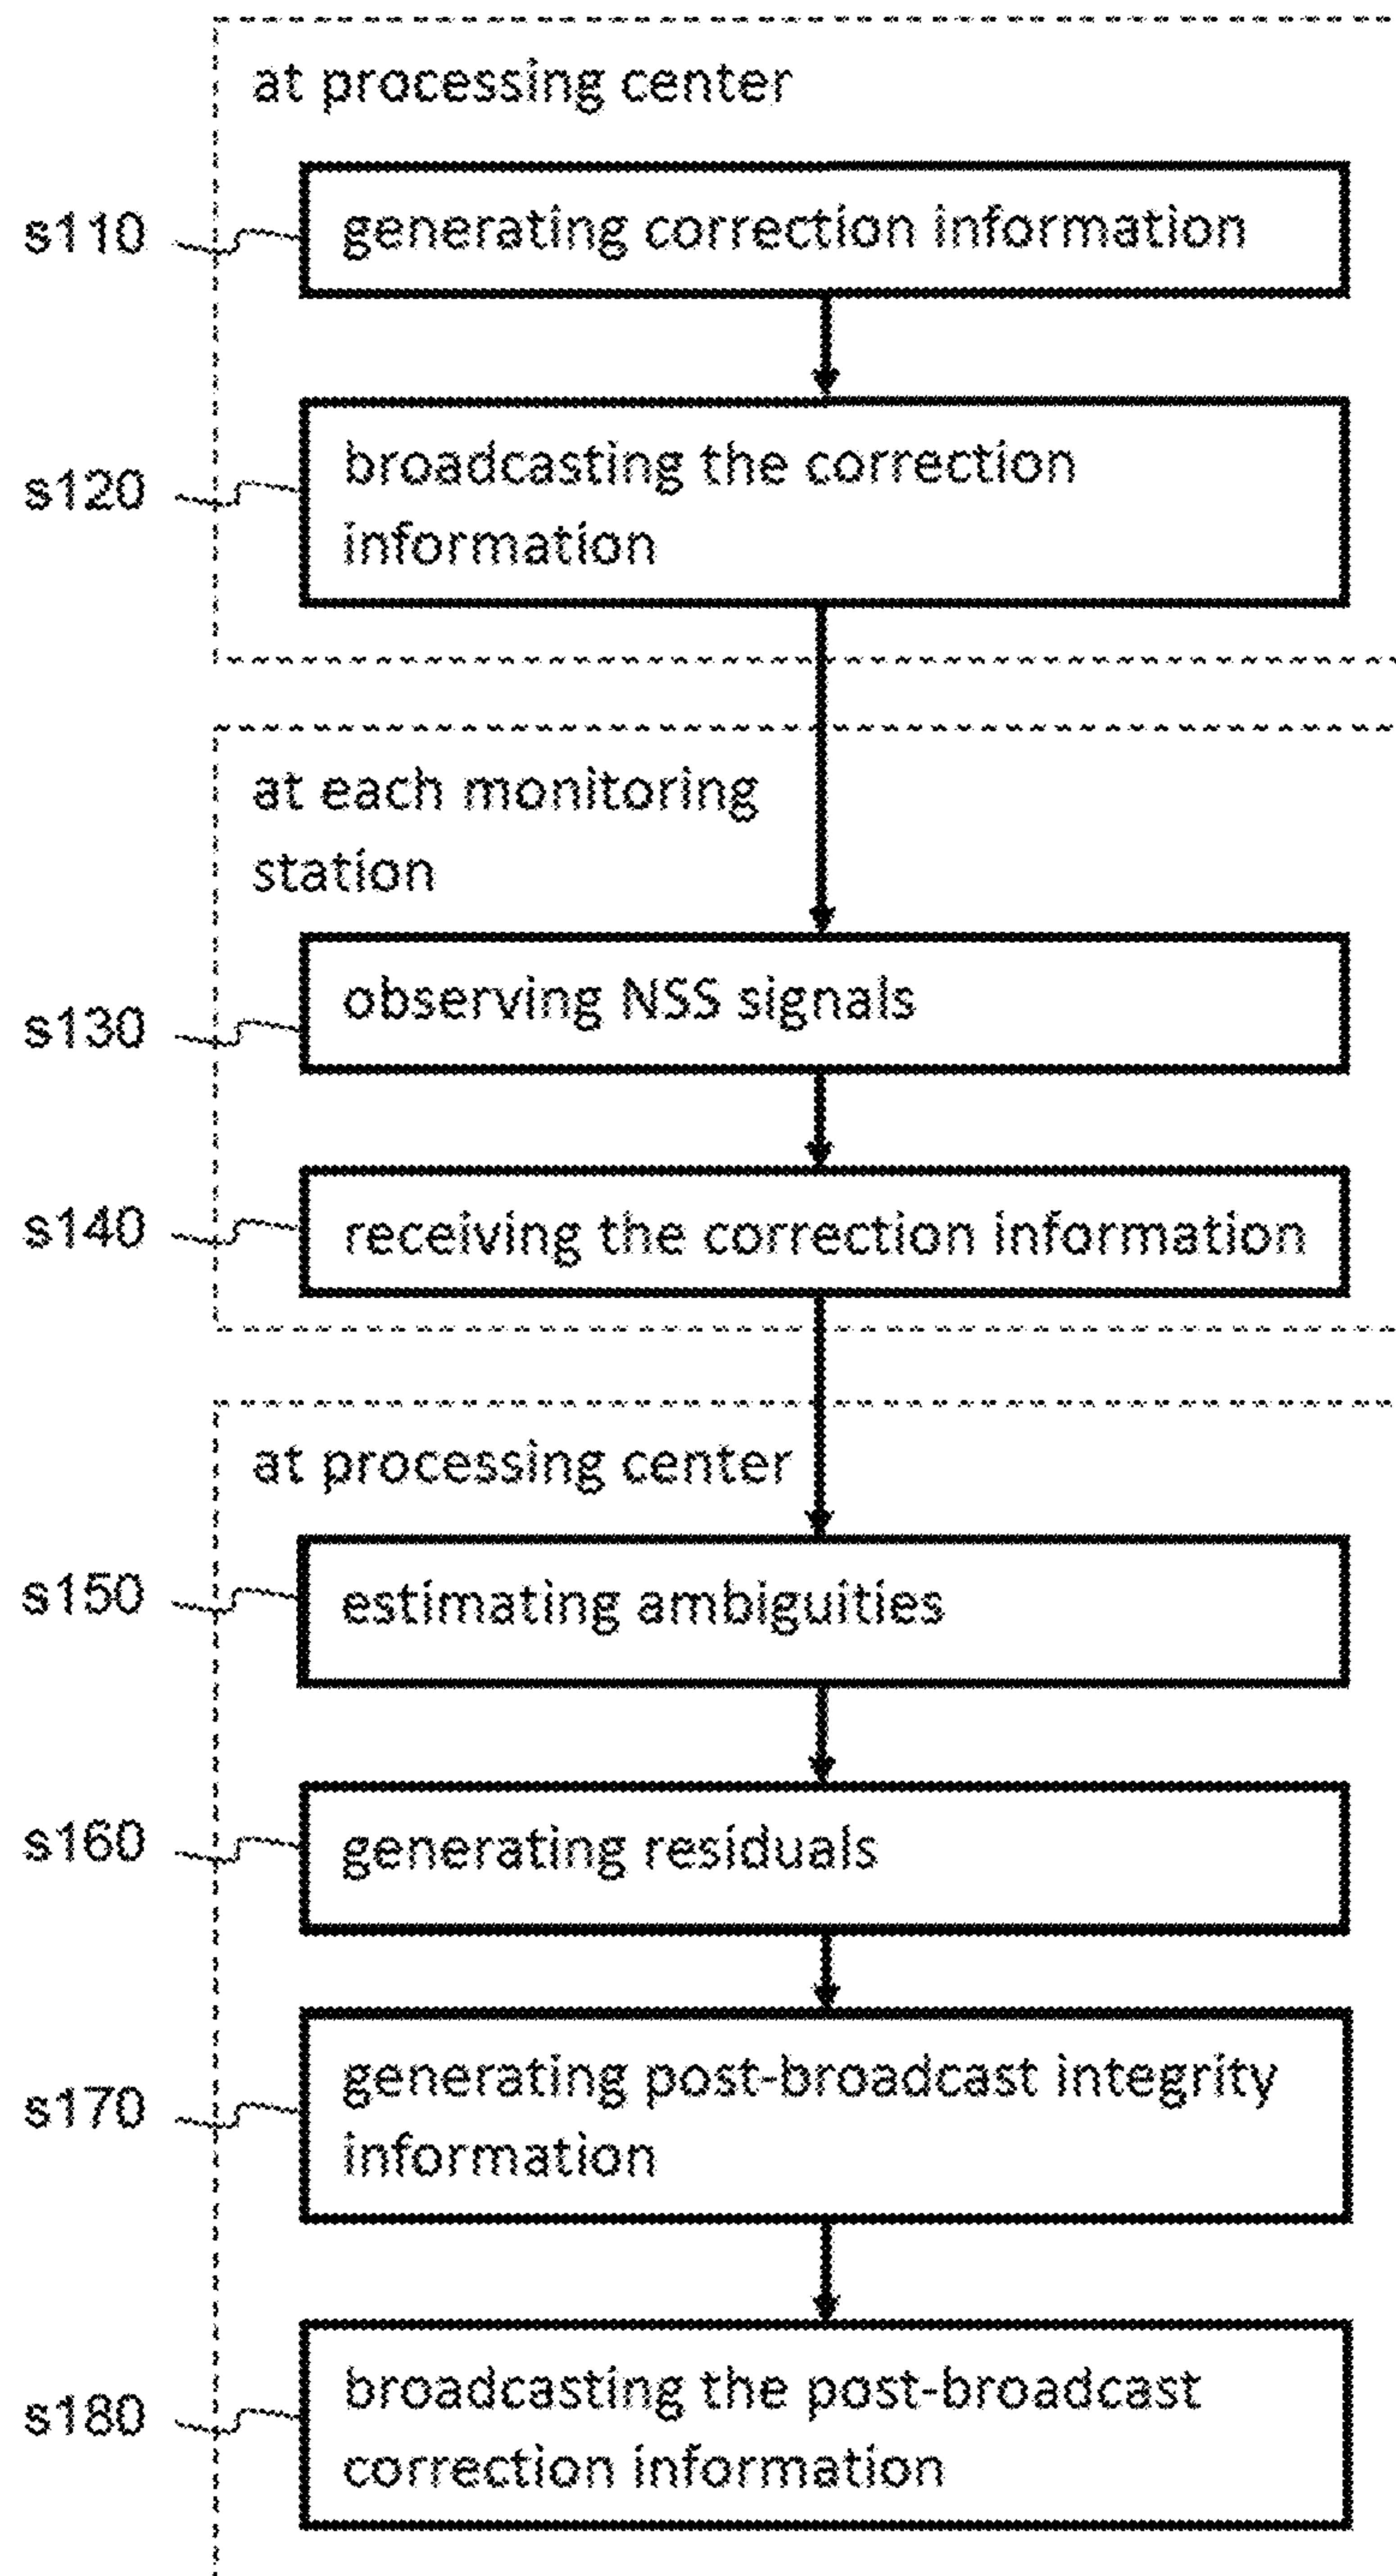 at processing center
s110
generating correction information
s120
broadcasting the correction
information
at each monitoring
station
s130
observing NSS signals
s140
receiving the correction information
at processing center
s150
estimating ambiguities
s160
generating residuals
s170
generating post-broadcast integrity
information
s180
broadcasting the post-broadcast
correction information